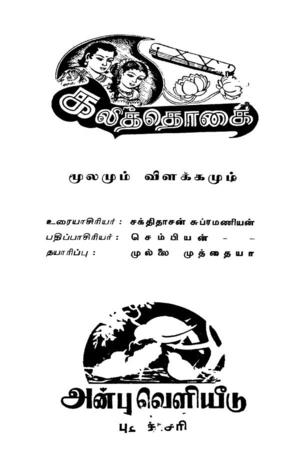 கலித்தொகை
மூலமும் விளக்கமும்
உரையாசிரியர் : சக்திதாசன் சுப்ரமணியன்
பதிப்பாசிரியர் : செம்பியன் - -
தயாரிப்பு : முல்லை முத்தையா
அன்பு வெளியீடு